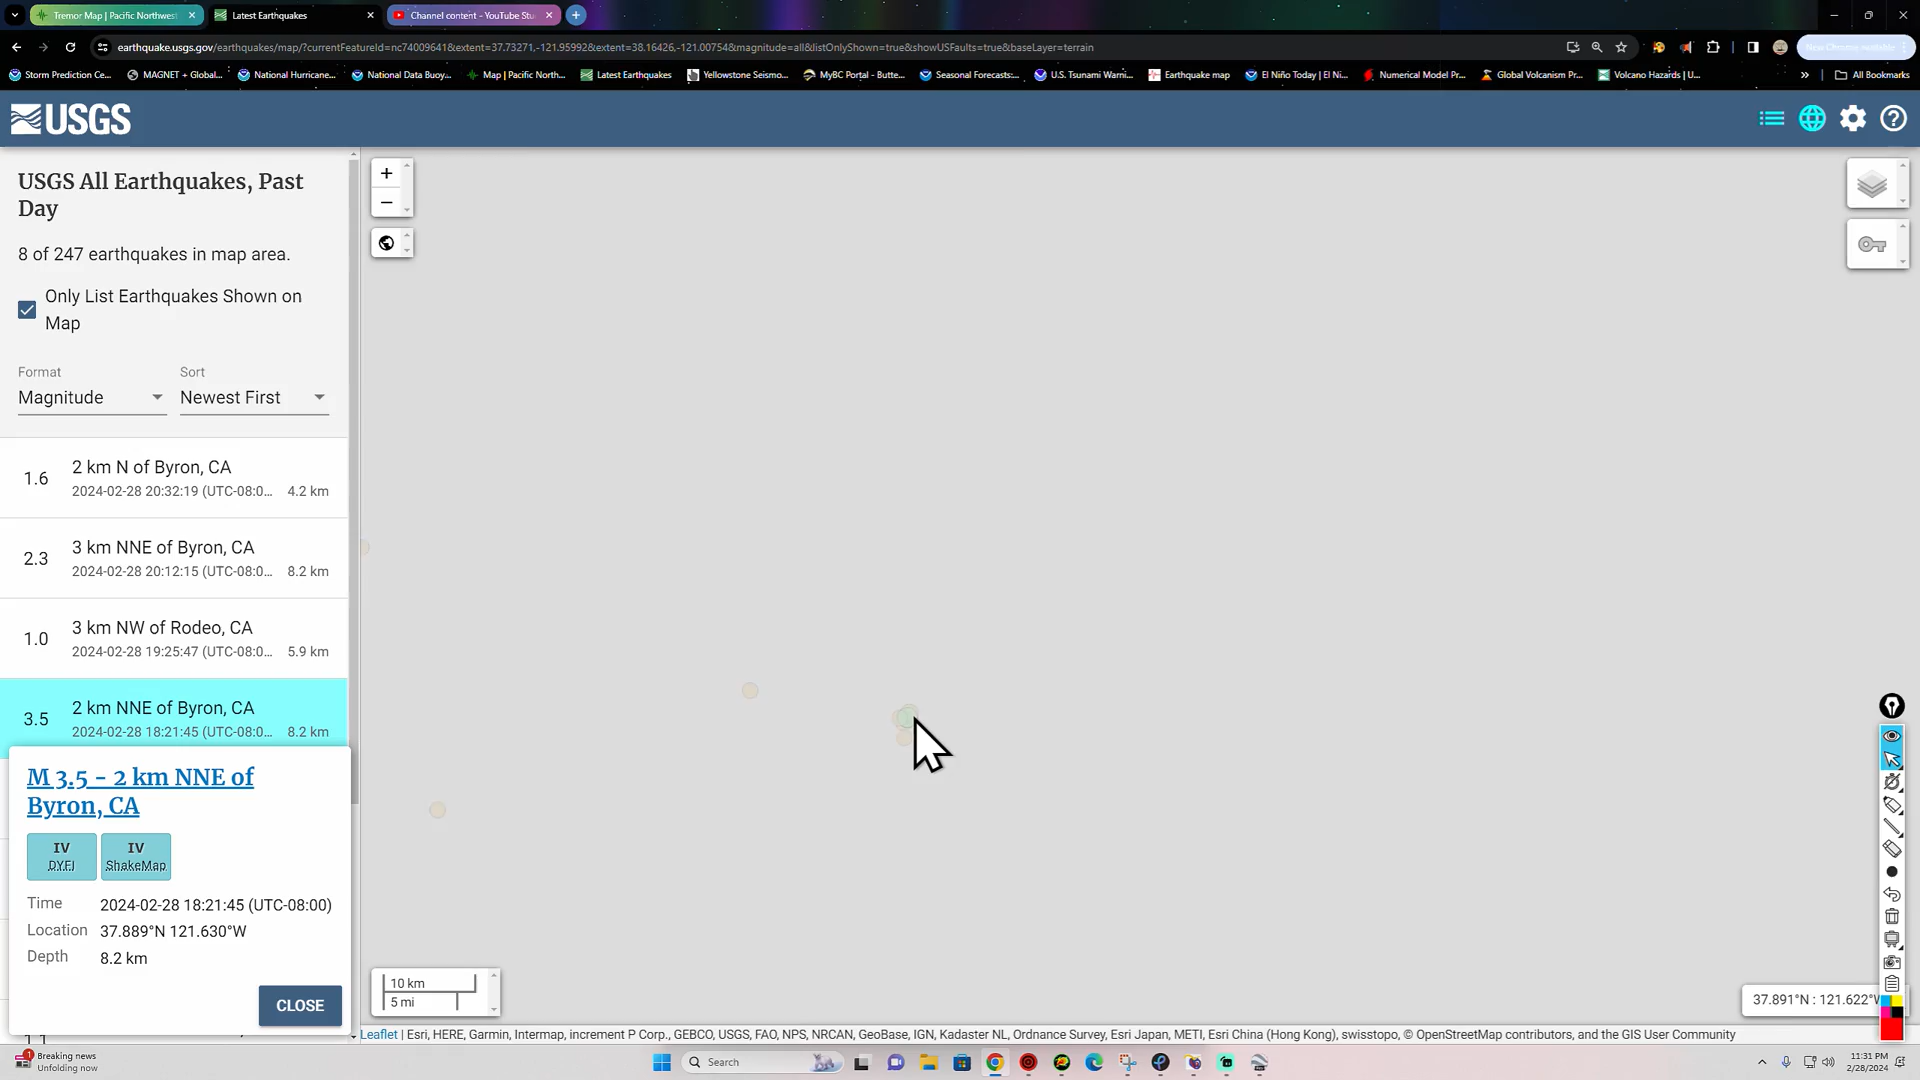 Tremor Map | Pacific Northwest
Latest Earthquakes
Channel content - YouTube Stu
earthquake.usgs.gov/earthquakes/map/?currentFeatureId=nc74009641&extent=37.73271,-121.95992&extent=38.16426,-121.00754&magnitude=all&listOnlyShown=true&showUSFaults=true&baseLayer=terrain
New Chrome available
Storm Prediction Ce...
MAGNET + Global...
National Hurricane...
National Data Buoy...
Map | Pacific North...
Latest Earthquakes
Yellowstone Seismo...
MyBC Portal - Butte...
Seasonal Forecasts:...
U.S. Tsunami Warni...
Earthquake map
El Niño Today | El Ni...
Numerical Model Pr...
Global Volcanism Pr...
Volcano Hazards | U...
»
All Bookmarks
USGS
USGS All Earthquakes, Past
Day
8 of 247 earthquakes in map area.
Only List Earthquakes Shown on
Map
Format
Sort
Magnitude
Newest First
1.6
2 km N of Byron, CA
2024-02-28 20:32:19 (UTC-08:0...
4.2 km
2.3
3 km NNE of Byron, CA
2024-02-28 20:12:15 (UTC-08:0...
8.2 km
1.0
3 km NW of Rodeo, CA
2024-02-28 19:25:47 (UTC-08:0...
5.9 km
3.5
2 km NNE of Byron, CA
2024-02-28 18:21:45 (UTC-08:0...
8.2 km
M 3.5 - 2 km NNE of
Byron, CA
IV
DYFI
IV
ShakeMap
Time
2024-02-28 18:21:45 (UTC-08:00)
Location
37.889°N 121.630°W
Depth
8.2 km
CLOSE
+
−
10 km
5 mi
37.891°N : 121.622°W
Leaflet | Esri, HERE, Garmin, Intermap, increment P Corp., GEBCO, USGS, FAO, NPS, NRCAN, GeoBase, IGN, Kadaster NL, Ordnance Survey, Esri Japan, METI, Esri China (Hong Kong), swisstopo, © OpenStreetMap contributors, and the GIS User Community
1
Breaking news
Unfolding now
Search
11:31 PM
2/28/2024